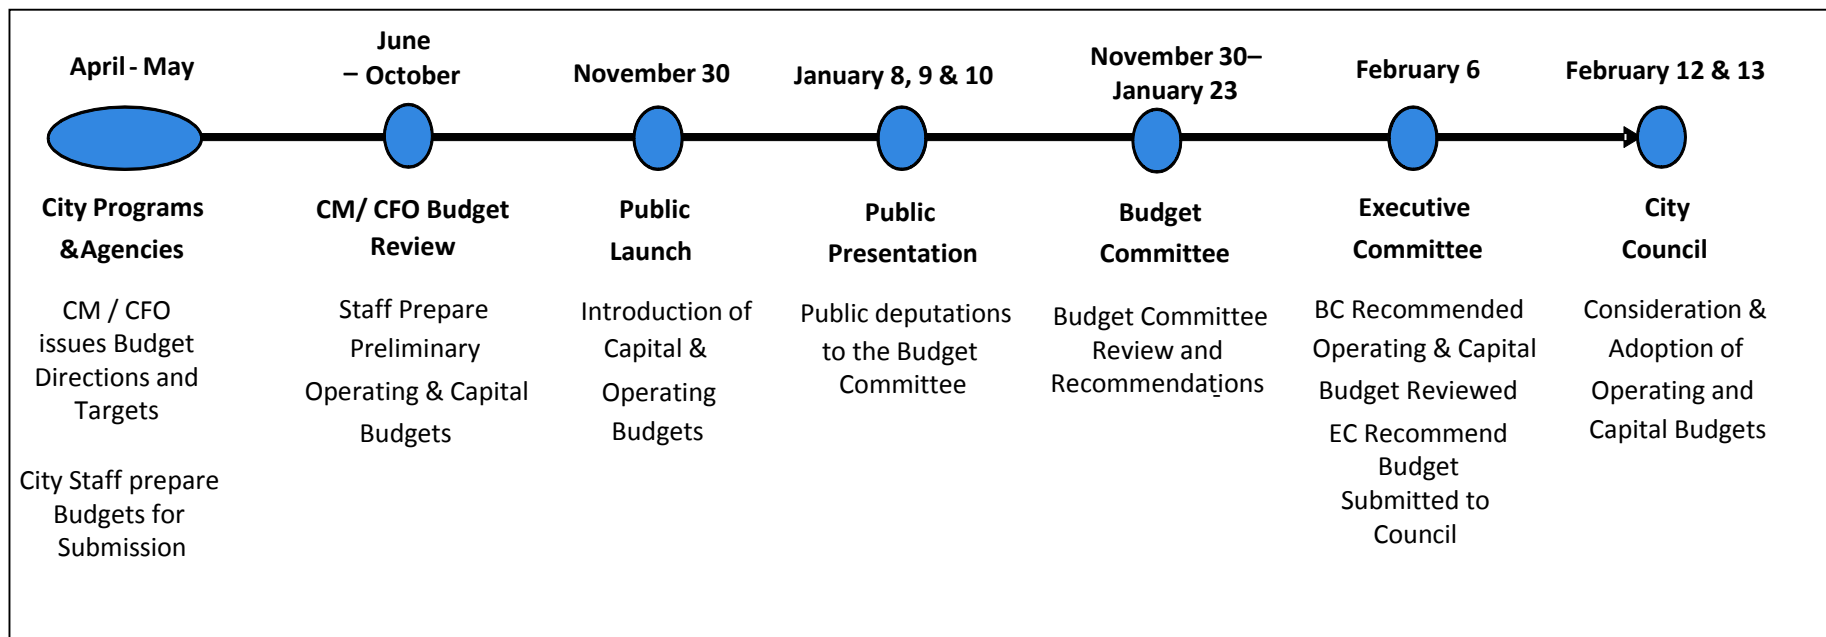 April - May
City Programs
&Agencies
CM / CFO
issues Budget
Directions and
Targets
City Staff prepare
Budgets for
Submission
June
– October
CM/ CFO Budget
Review
Staff Prepare
Preliminary
Operating & Capital
Budgets
November 30
Public
Launch
Introduction of
Capital &
Operating
Budgets
January 8, 9 & 10
Public
Presentation
Public deputations
to the Budget
Committee
November 30–
January 23
Budget
Committee
Budget Committee
Review and
Recommendations
February 6
Executive
Committee
BC Recommended
Operating & Capital
Budget Reviewed
EC Recommend
Budget
Submitted to
Council
February 12 & 13
City
Council
Consideration &
Adoption of
Operating and
Capital Budgets